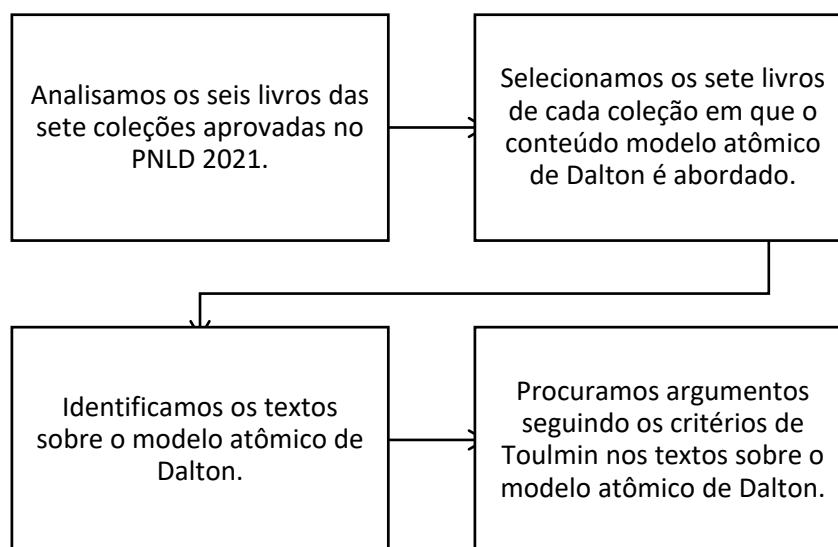 Analisamos os seis livros das
sete coleções aprovadas no
PNLD 2021.
Selecionamos os sete livros
de cada coleção em que o
conteúdo modelo atômico
de Dalton é abordado.
Identificamos os textos
sobre o modelo atômico de
Dalton.
Procuramos argumentos
seguindo os critérios de
Toulmin nos textos sobre o
modelo atômico de Dalton.